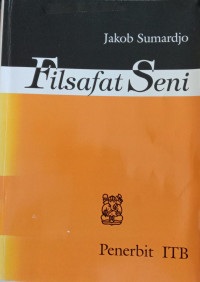 Jakob Sumardjo
Filsafat Seni
Penerbit ITB